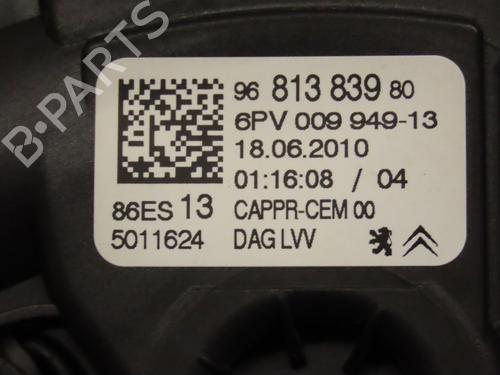 B-PARTS
96 813 839 80
6PV 009 949-13
18.06.2010
01:16:08 / 04
86ES 13 CAPPR-CEM 00
5011624 DAG LVV